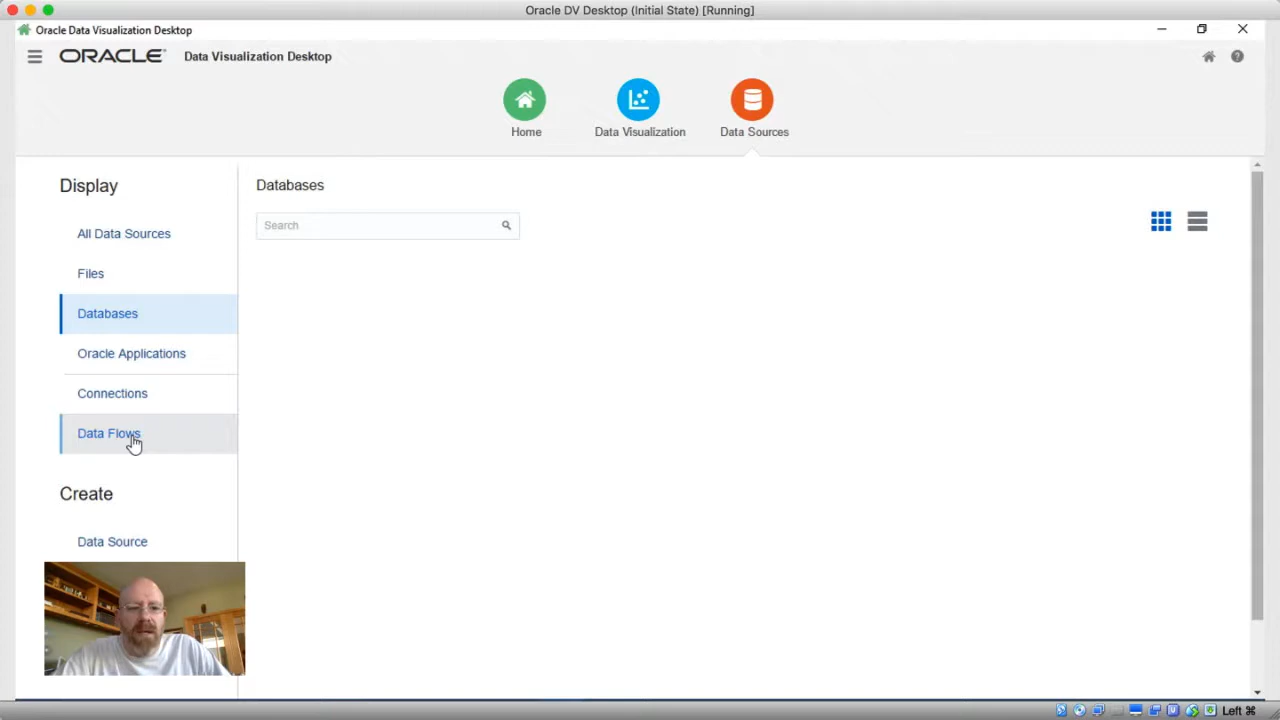 Oracle DV Desktop (Initial State) [Running]
Oracle Data Visualization Desktop
ORACLE Data Visualization Desktop
Home Data Visualization Data Sources
Display
All Data Sources
Files
Databases
Oracle Applications
Connections
Data Flows
Create
Data Source
Databases
Search
Left ⌘